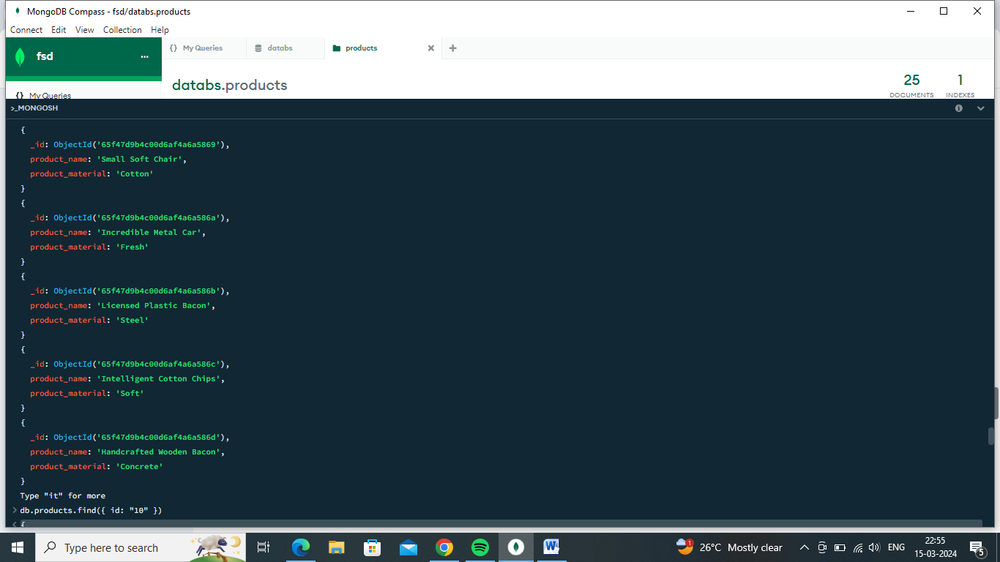 MongoDB Compass - fsd/databs.products
Connect Edit View Collection Help
fsd ...
{} My Queries
databs
products
{} My Queries
databs.products
25
DOCUMENTS
1
INDEXES
>_MONGOSH
{
_id: ObjectId('65f47d9b4c00d6af4a6a5869'),
product_name: 'Small Soft Chair',
product_material: 'Cotton'
}
{
_id: ObjectId('65f47d9b4c00d6af4a6a586a'),
product_name: 'Incredible Metal Car',
product_material: 'Fresh'
}
{
_id: ObjectId('65f47d9b4c00d6af4a6a586b'),
product_name: 'Licensed Plastic Bacon',
product_material: 'Steel'
}
{
_id: ObjectId('65f47d9b4c00d6af4a6a586c'),
product_name: 'Intelligent Cotton Chips',
product_material: 'Soft'
}
{
_id: ObjectId('65f47d9b4c00d6af4a6a586d'),
product_name: 'Handcrafted Wooden Bacon',
product_material: 'Concrete'
}
Type "it" for more
> db.products.find({ id: "10" })
< {
Type here to search
1
26°C Mostly clear
ENG
22:55
15-03-2024
5